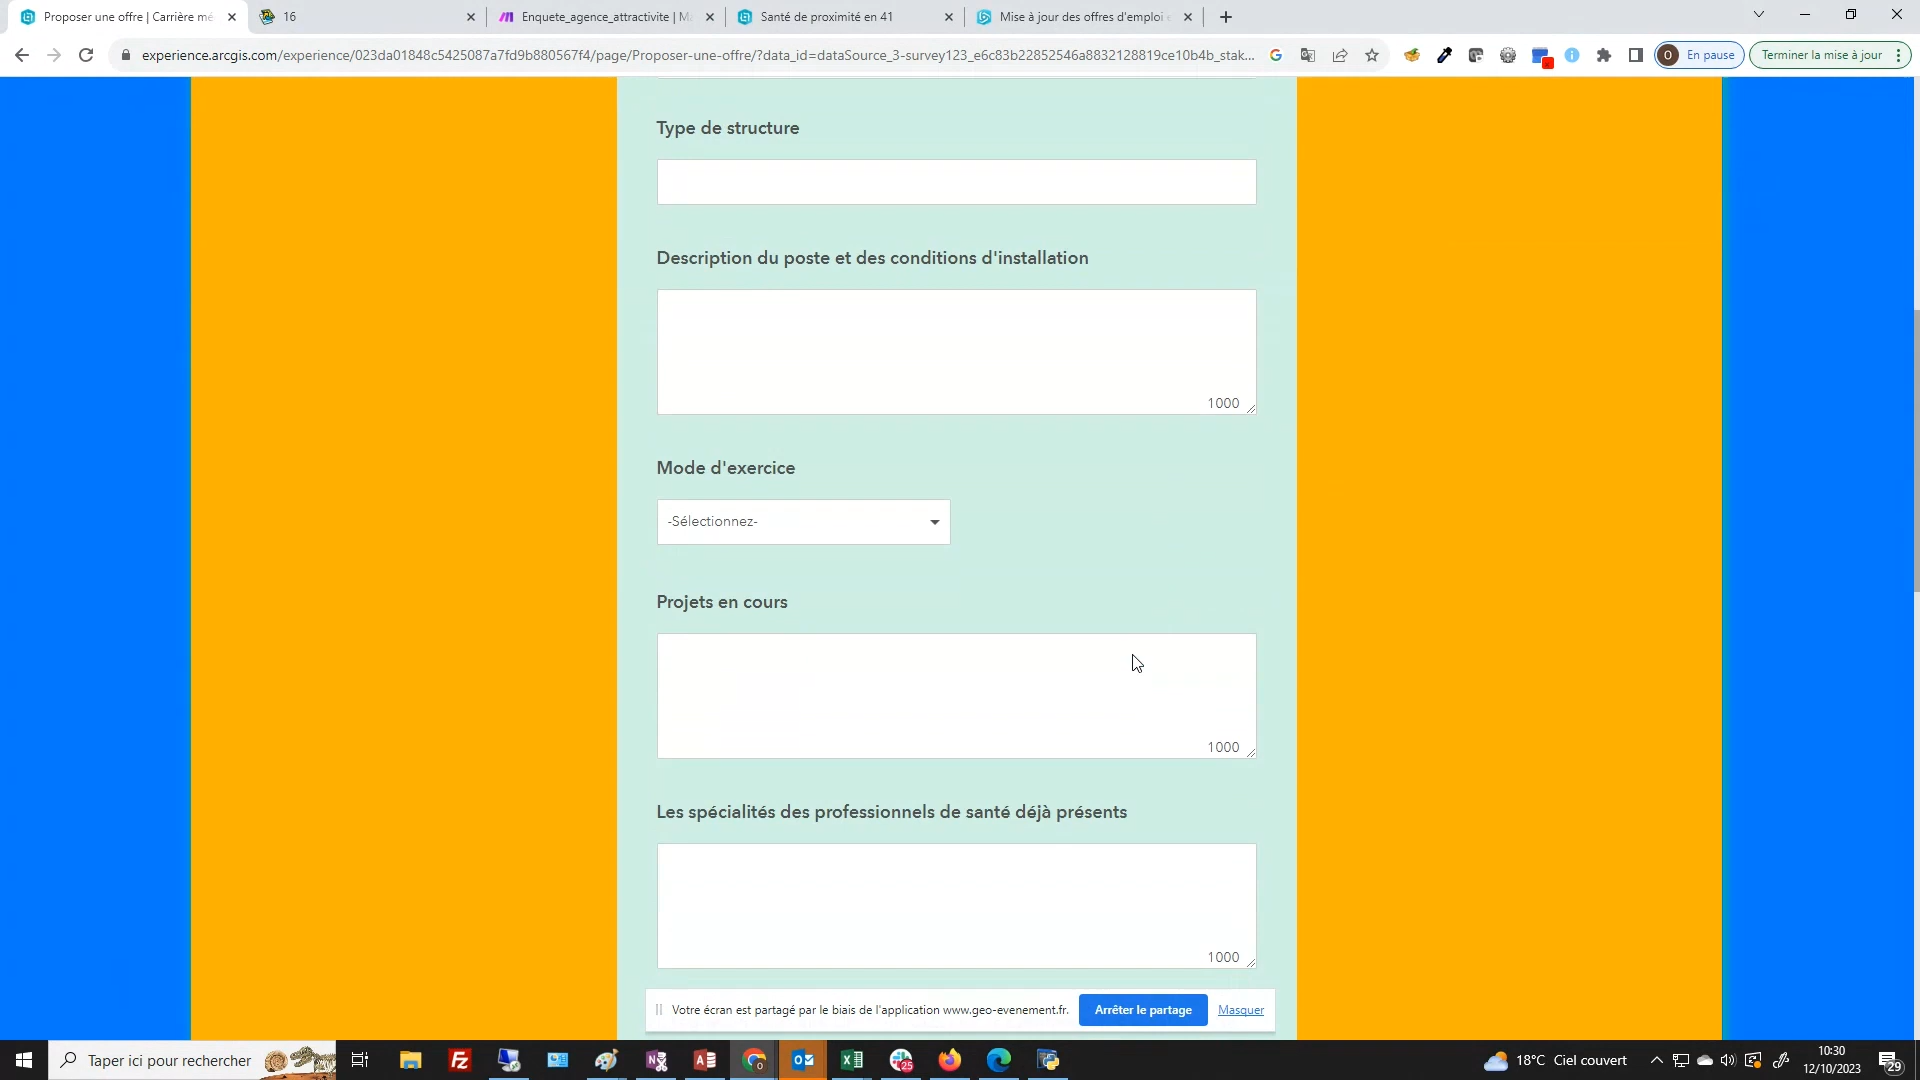 Proposer une offre | Carrière mé
16
Enquete_agence_attractivite | Ma
Santé de proximité en 41
Mise à jour des offres d'emploi e
experience.arcgis.com/experience/023da01848c5425087a7fd9b880567f4/page/Proposer-une-offre/?data_id=dataSource_3-survey123_e6c83b22852546a8832128819ce10b4b_stak...
O
En pause
Terminer la mise à jour
Type de structure
Description du poste et des conditions d'installation
1000
Mode d'exercice
-Sélectionnez-
Projets en cours
1000
Les spécialités des professionnels de santé déjà présents
1000
Votre écran est partagé par le biais de l'application www.geo-evenement.fr.
Arrêter le partage
Masquer
Taper ici pour rechercher
18°C Ciel couvert
10:30
12/10/2023
29